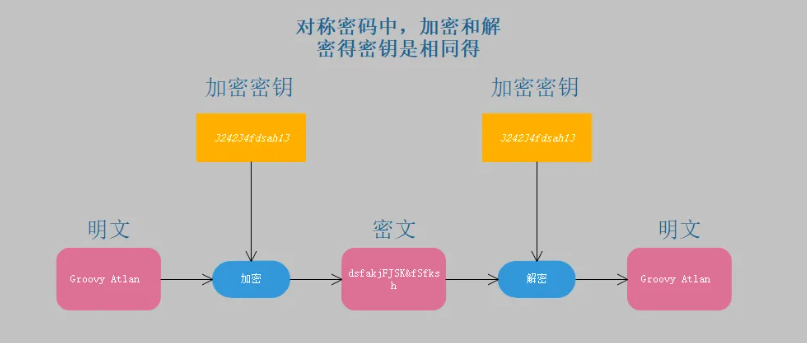 对称密码中，加密和解
密得密钥是相同得
加密密钥
加密密钥
324234fdsah13
324234fdsah13
明文
密文
明文
Groovy Atlan
加密
dsfakjFJSK&fSfks
h
解密
Groovy Atlan